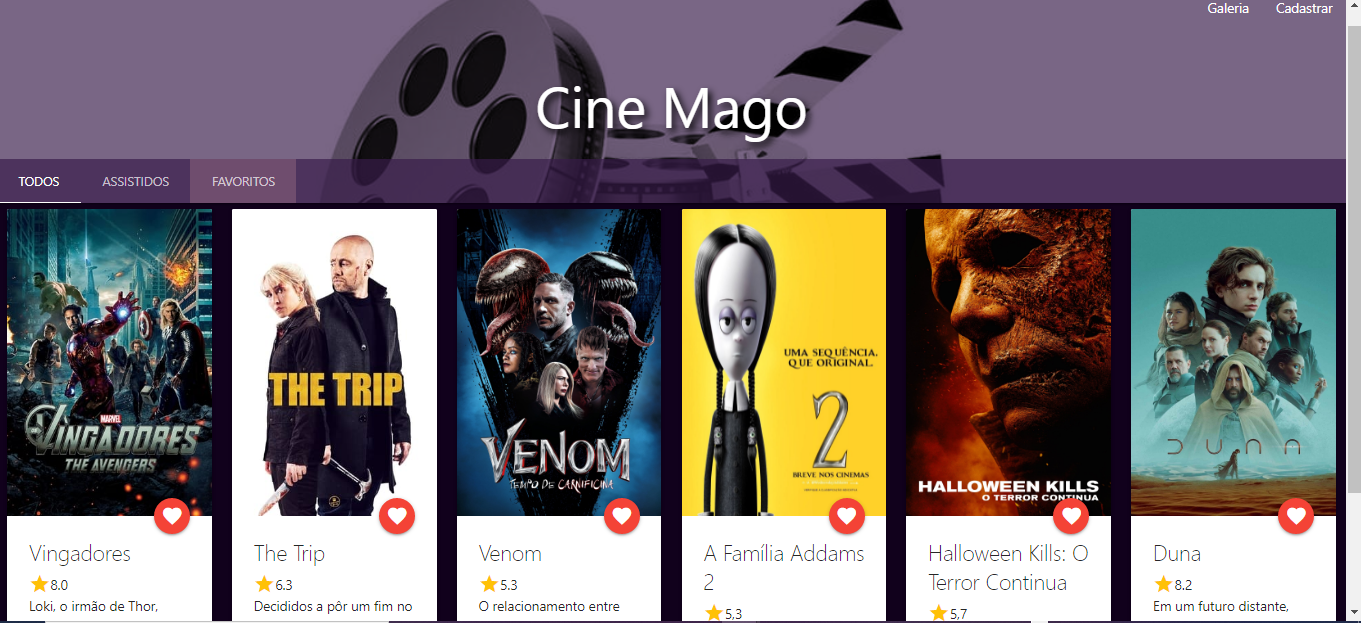 Galeria Cadastrar
Cine Mago
TODOS ASSISTIDOS FAVORITOS
MARVEL
VINGADORES
THE AVENGERS
THE TRIP
VENOM
TEMPO DE CARNIFICINA
UMA SEQUÊNCIA.
QUE ORIGINAL.
2
BREVE NOS CINEMAS
HALLOWEEN KILLS
O TERROR CONTINUA
DUNA
Vingadores
8.0
Loki, o irmão de Thor,
The Trip
6.3
Decididos a pôr um fim no
Venom
5.3
O relacionamento entre
A Família Addams
2
5,3
Halloween Kills: O
Terror Continua
5,7
Duna
8.2
Em um futuro distante,